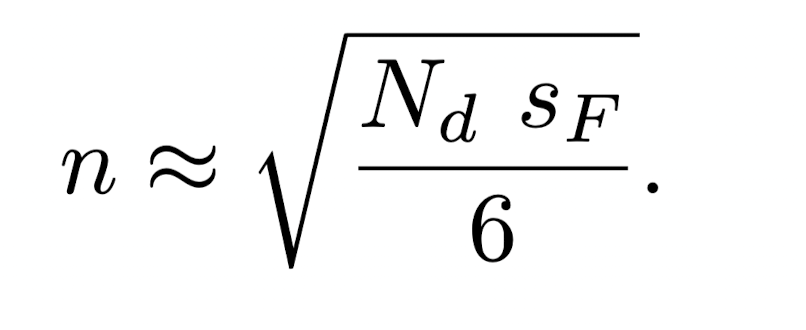 n ≈ √(N_d s_F / 6).